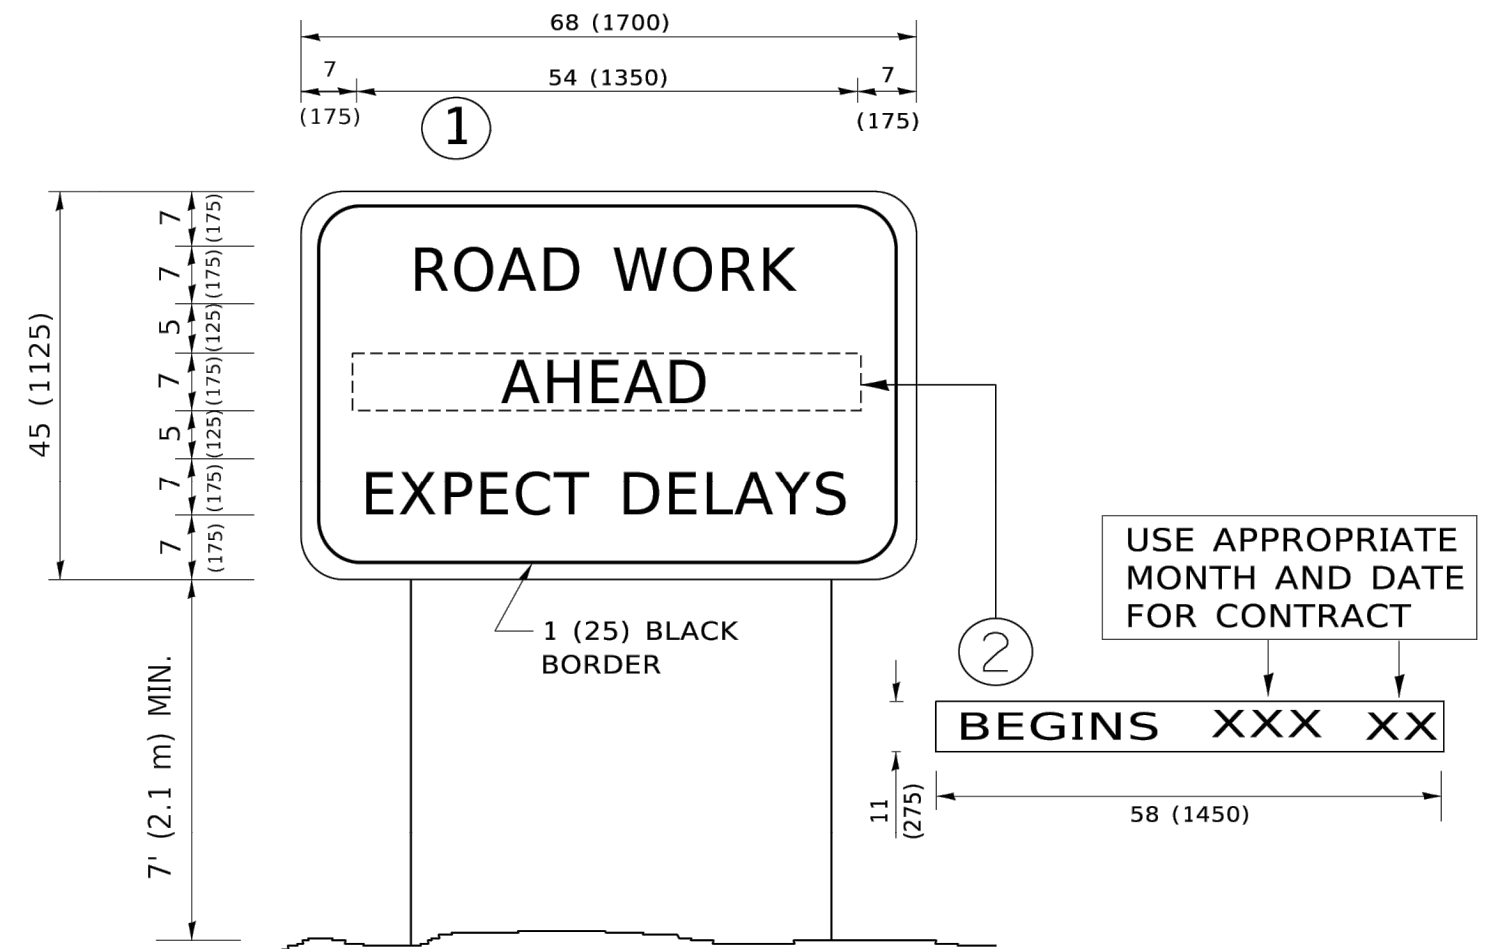 68 (1700)
7
54 (1350)
7
(175)
(175)
1
7
(175)
ROAD WORK
7
(175)
5
(125)
7
(175)
AHEAD
45 (1125)
5
(125)
7
(175)
EXPECT DELAYS
7
(175)
USE APPROPRIATE
MONTH AND DATE
FOR CONTRACT
1 (25) BLACK
BORDER
2
7' (2.1 m) MIN.
BEGINS XXX XX
11
(275)
58 (1450)